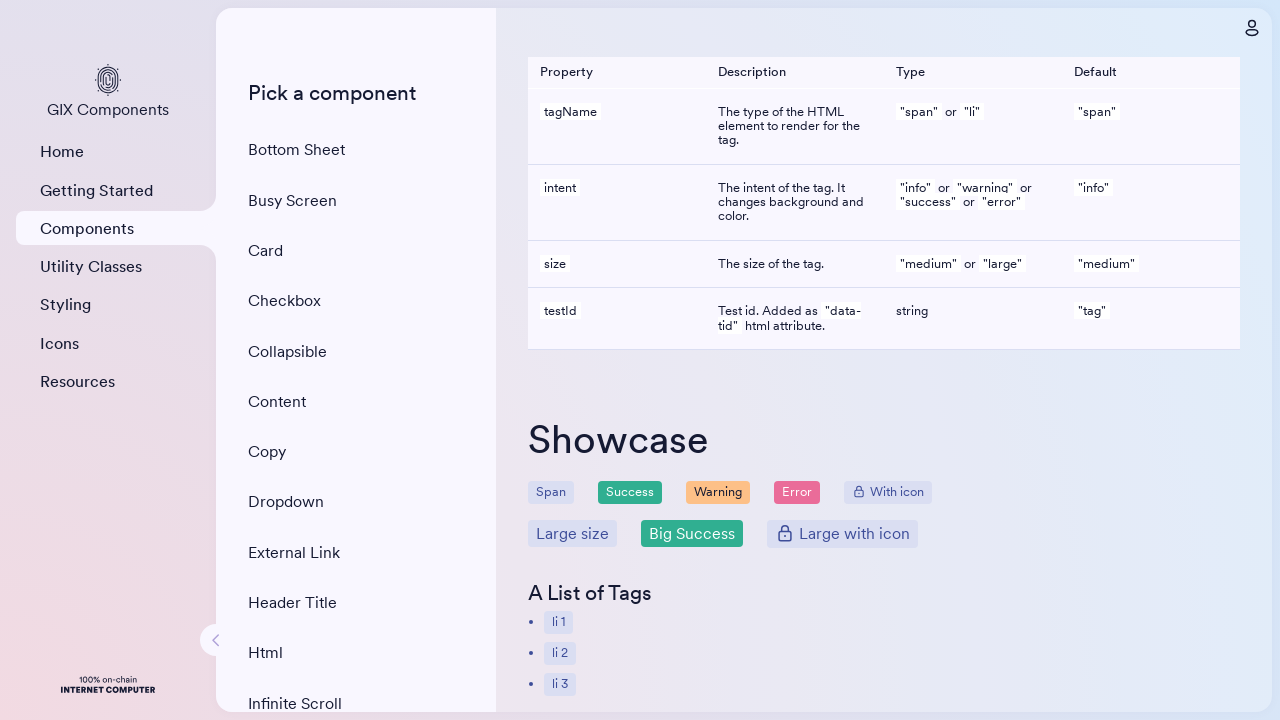 GIX Components
Home
Getting Started
Components
Utility Classes
Styling
Icons
Resources
100% on-chain
INTERNET COMPUTER
Pick a component
Bottom Sheet
Busy Screen
Card
Checkbox
Collapsible
Content
Copy
Dropdown
External Link
Header Title
Html
Infinite Scroll
Property Description Type Default
tagName The type of the HTML "span" or "li" "span"
element to render for the
tag.
intent The intent of the tag. It "info" or "warning" or "info"
changes background and "success" or "error"
color.
size The size of the tag. "medium" or "large" "medium"
testId Test id. Added as "data- string "tag"
tid" html attribute.
Showcase
Span Success Warning Error With icon
Large size Big Success Large with icon
A List of Tags
• li 1
• li 2
• li 3